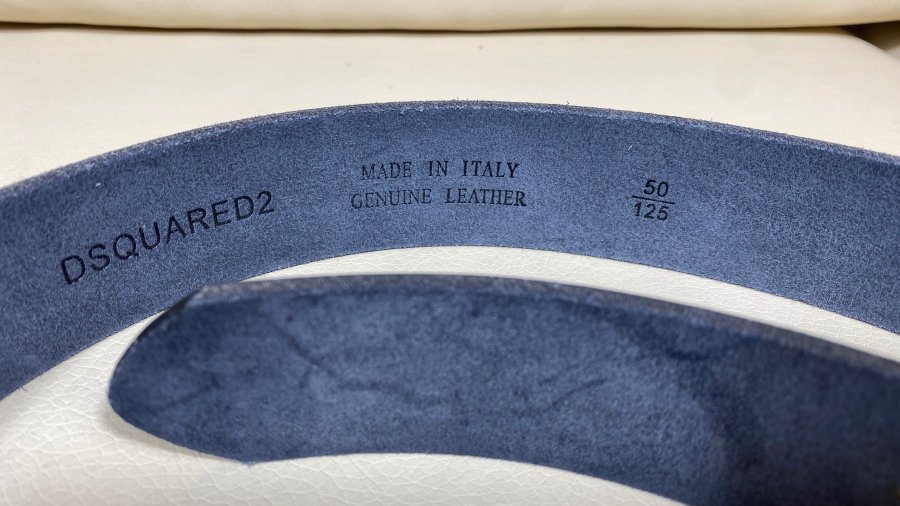 DSQUARED2
MADE IN ITALY
GENUINE LEATHER
50
125